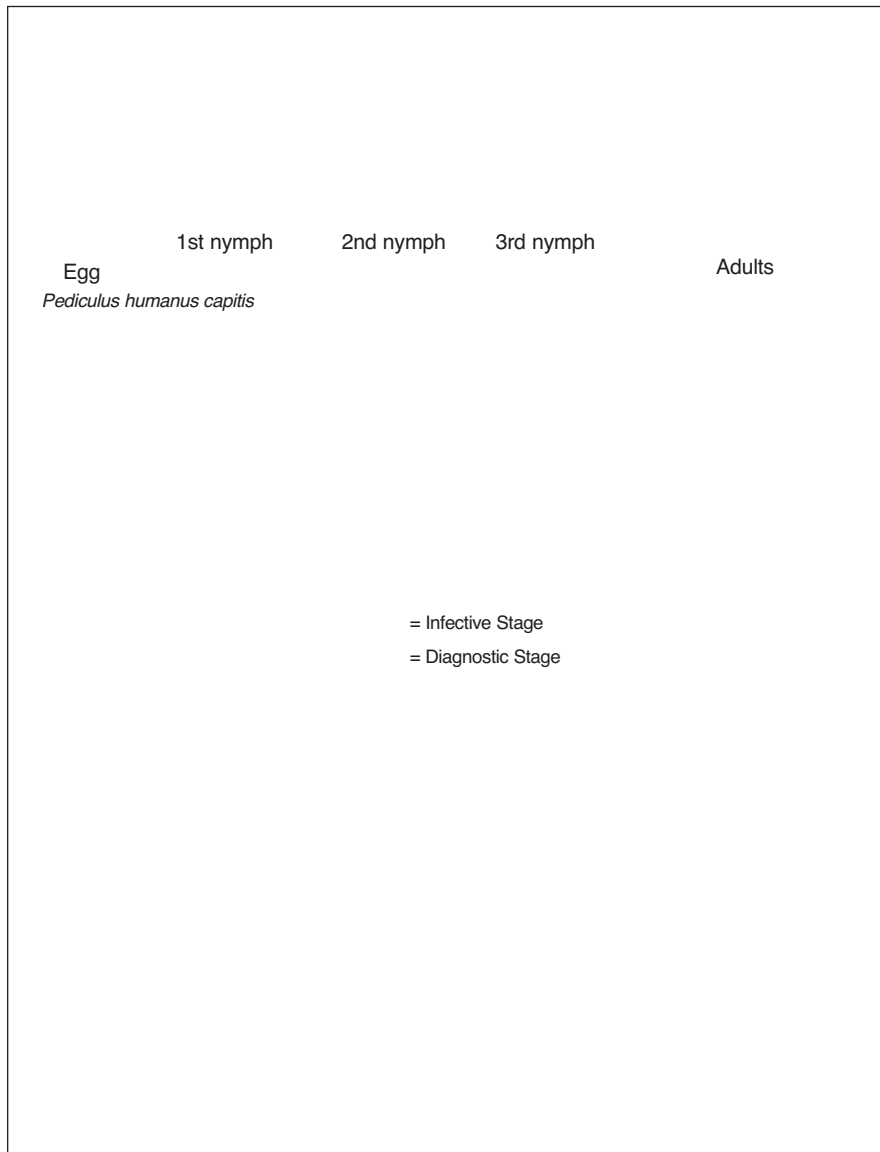 1st nymph 2nd nymph 3rd nymph
Egg Adults
Pediculus humanus capitis
= Infective Stage
= Diagnostic Stage